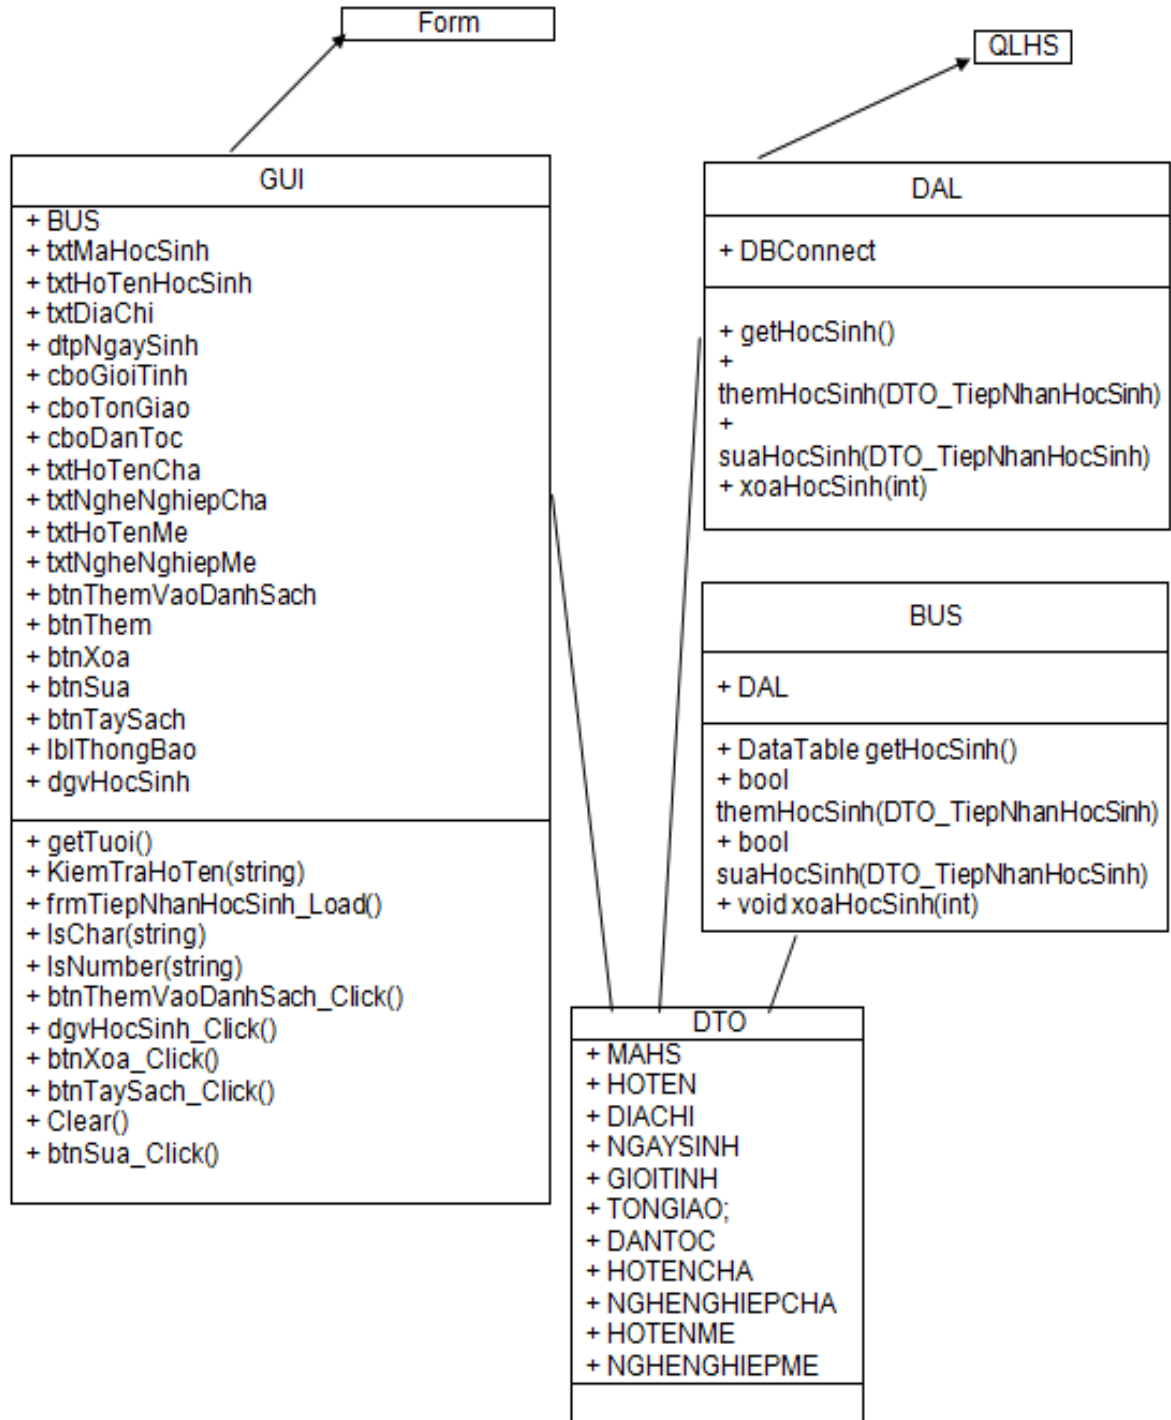 Form
QLHS
GUI
+ BUS
+ txtMaHocSinh
+ txtHoTenHocSinh
+ txtDiaChi
+ dtpNgaySinh
+ cboGioiTinh
+ cboTonGiao
+ cboDanToc
+ txtHoTenCha
+ txtNgheNghiepCha
+ txtHoTenMe
+ txtNgheNghiepMe
+ btnThemVaoDanhSach
+ btnThem
+ btnXoa
+ btnSua
+ btnTaySach
+ lblThongBao
+ dgvHocSinh
+ getTuoi()
+ KiemTraHoTen(string)
+ frmTiepNhanHocSinh_Load()
+ IsChar(string)
+ IsNumber(string)
+ btnThemVaoDanhSach_Click()
+ dgvHocSinh_Click()
+ btnXoa_Click()
+ btnTaySach_Click()
+ Clear()
+ btnSua_Click()
DAL
+ DBConnect
+ getHocSinh()
+
themHocSinh(DTO_TiepNhanHocSinh)
+
suaHocSinh(DTO_TiepNhanHocSinh)
+ xoaHocSinh(int)
BUS
+ DAL
+ DataTable getHocSinh()
+ bool
themHocSinh(DTO_TiepNhanHocSinh)
+ bool
suaHocSinh(DTO_TiepNhanHocSinh)
+ void xoaHocSinh(int)
DTO
+ MAHS
+ HOTEN
+ DIACHI
+ NGAYSINH
+ GIOITINH
+ TONGIAO;
+ DANTOC
+ HOTENCHA
+ NGHENGHIEPCHA
+ HOTENME
+ NGHENGHIEPME